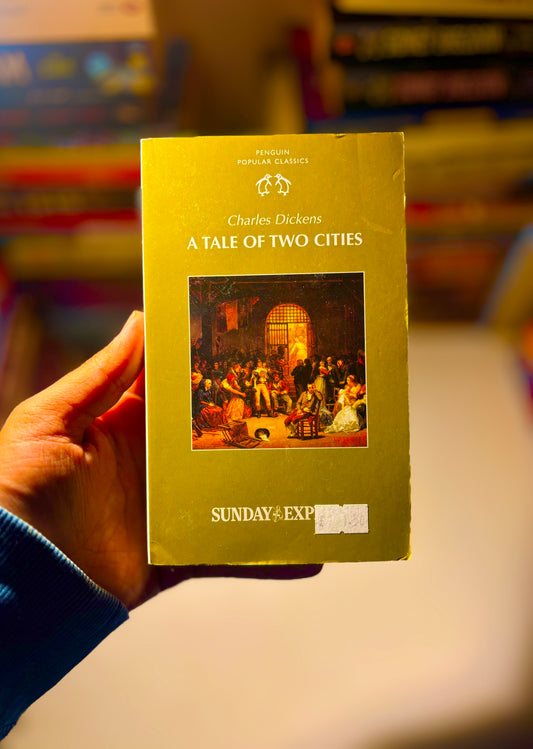 PENGUIN
POPULAR CLASSICS
Charles Dickens
A TALE OF TWO CITIES
SUNDAY EXP